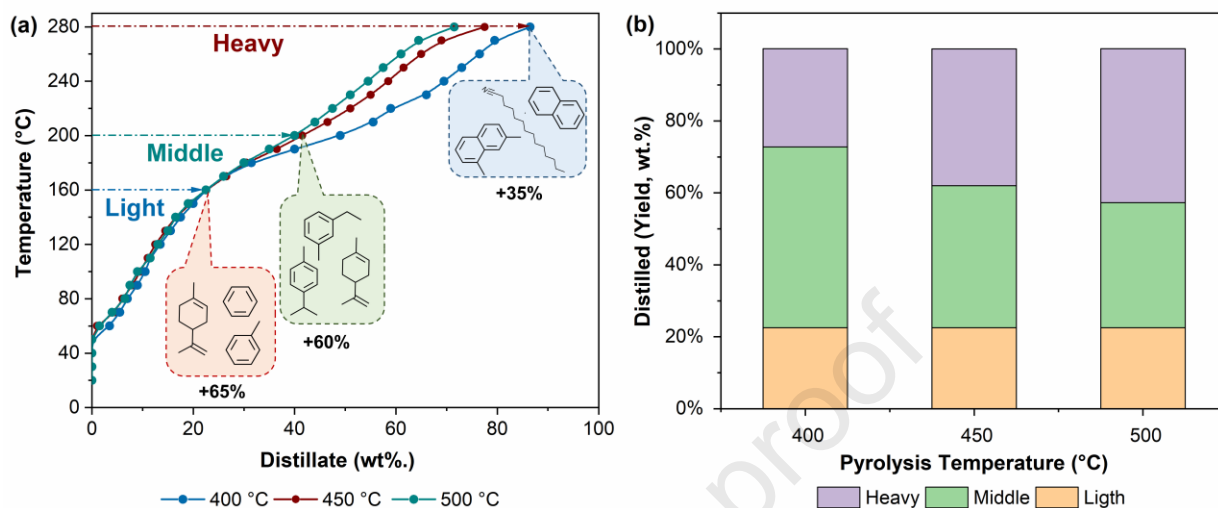 (a)
280
240
200
160
120
80
40
0
Temperature (°C)
Heavy
Middle
Light
N
+35%
+60%
+65%
0 20 40 60 80 100
Distillate (wt%.)
400 °C 450 °C 500 °C
(b)
100%
80%
60%
40%
20%
0%
Distilled (Yield, wt.%)
400 450 500
Pyrolysis Temperature (°C)
Heavy Middle Ligth
proof